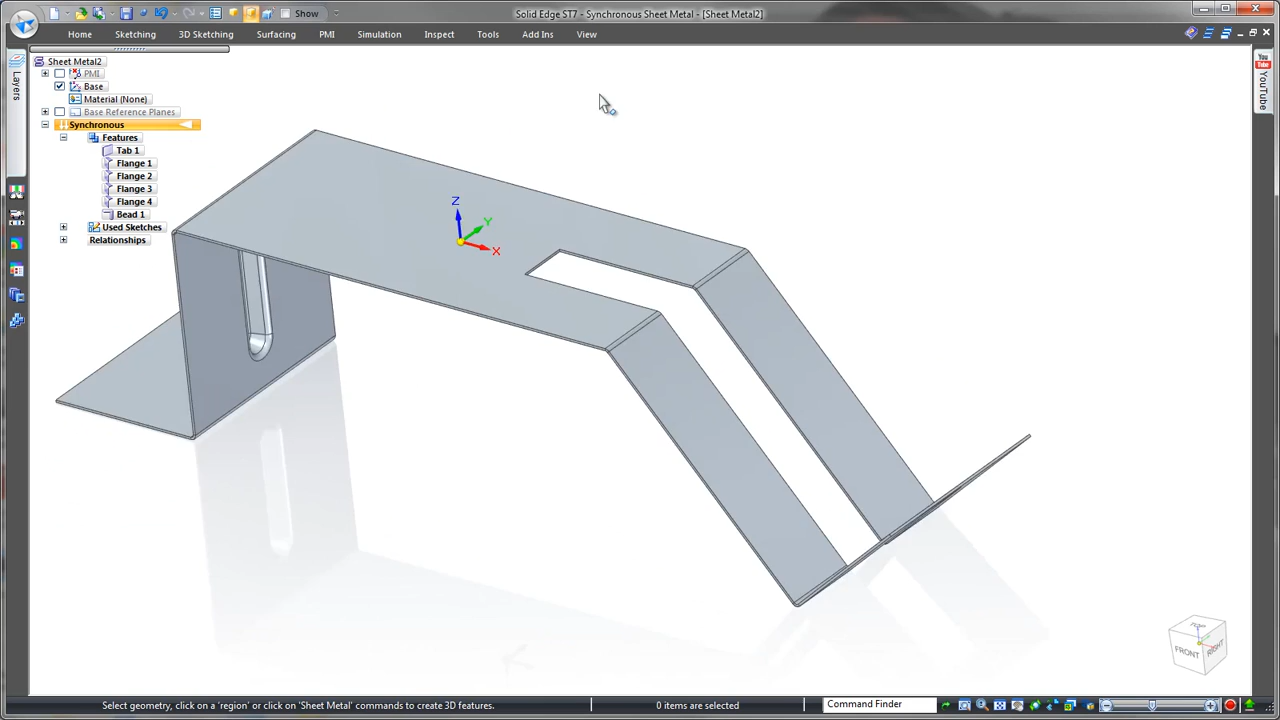 Show
Solid Edge ST7 - Synchronous Sheet Metal - [Sheet Metal2]
Home Sketching 3D Sketching Surfacing PMI Simulation Inspect Tools Add Ins View
Layers
YouTube
Sheet Metal2
PMI
Base
Material (None)
Base Reference Planes
Synchronous
Features
Tab 1
Flange 1
Flange 2
Flange 3
Flange 4
Bead 1
Used Sketches
Relationships
Z
Y
X
TOP
FRONT
RIGHT
Select geometry, click on a 'region' or click on 'Sheet Metal' commands to create 3D features.
0 items are selected
Command Finder